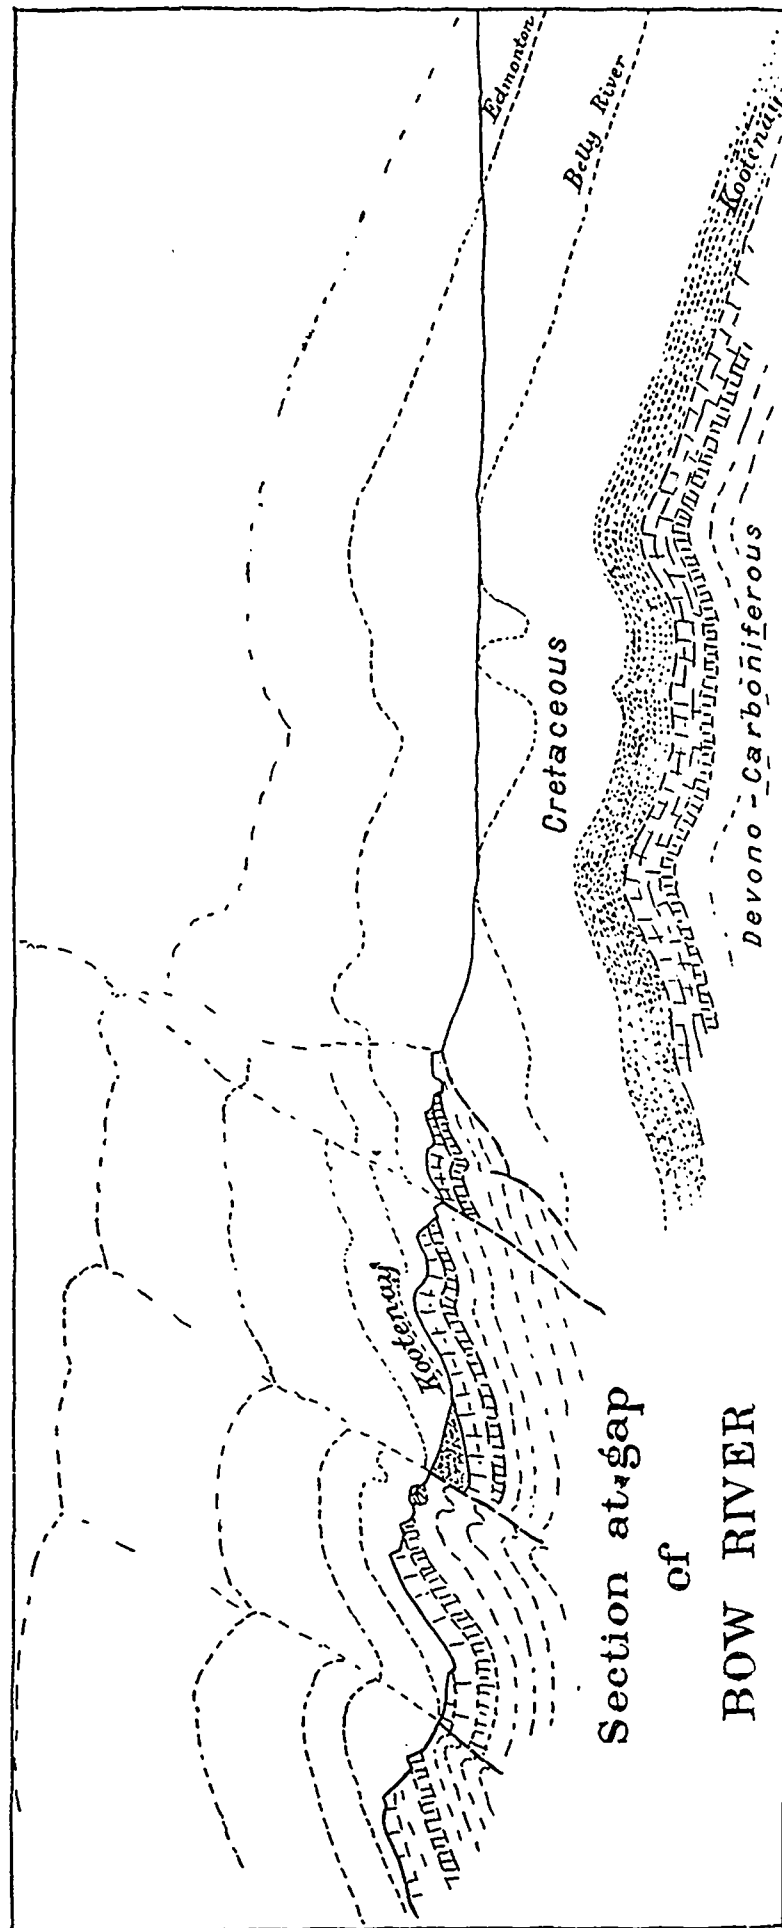 Edmonton
Belly River
Kootenay
Cretaceous
Devono-Carboniferous
Kootenay
Section at gap
of
BOW RIVER